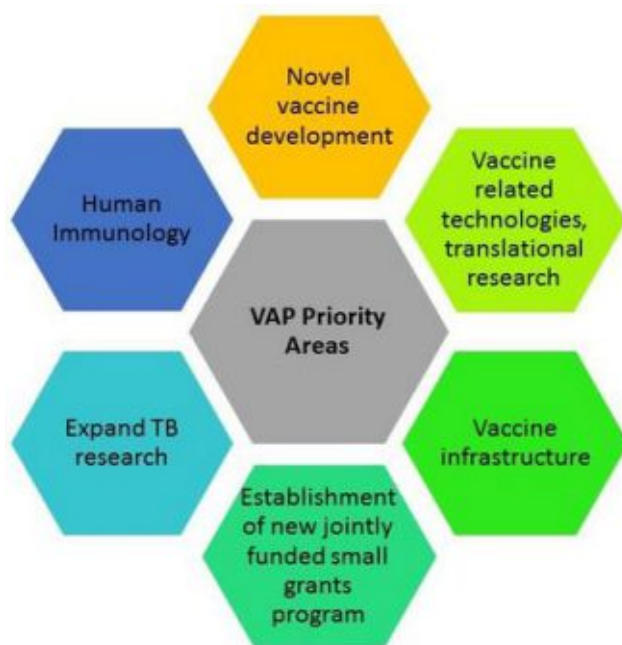 Novel
vaccine
development
Vaccine
related
technologies,
translational
research
Human
Immunology
VAP Priority
Areas
Expand TB
research
Vaccine
infrastructure
Establishment
of new jointly
funded small
grants
program